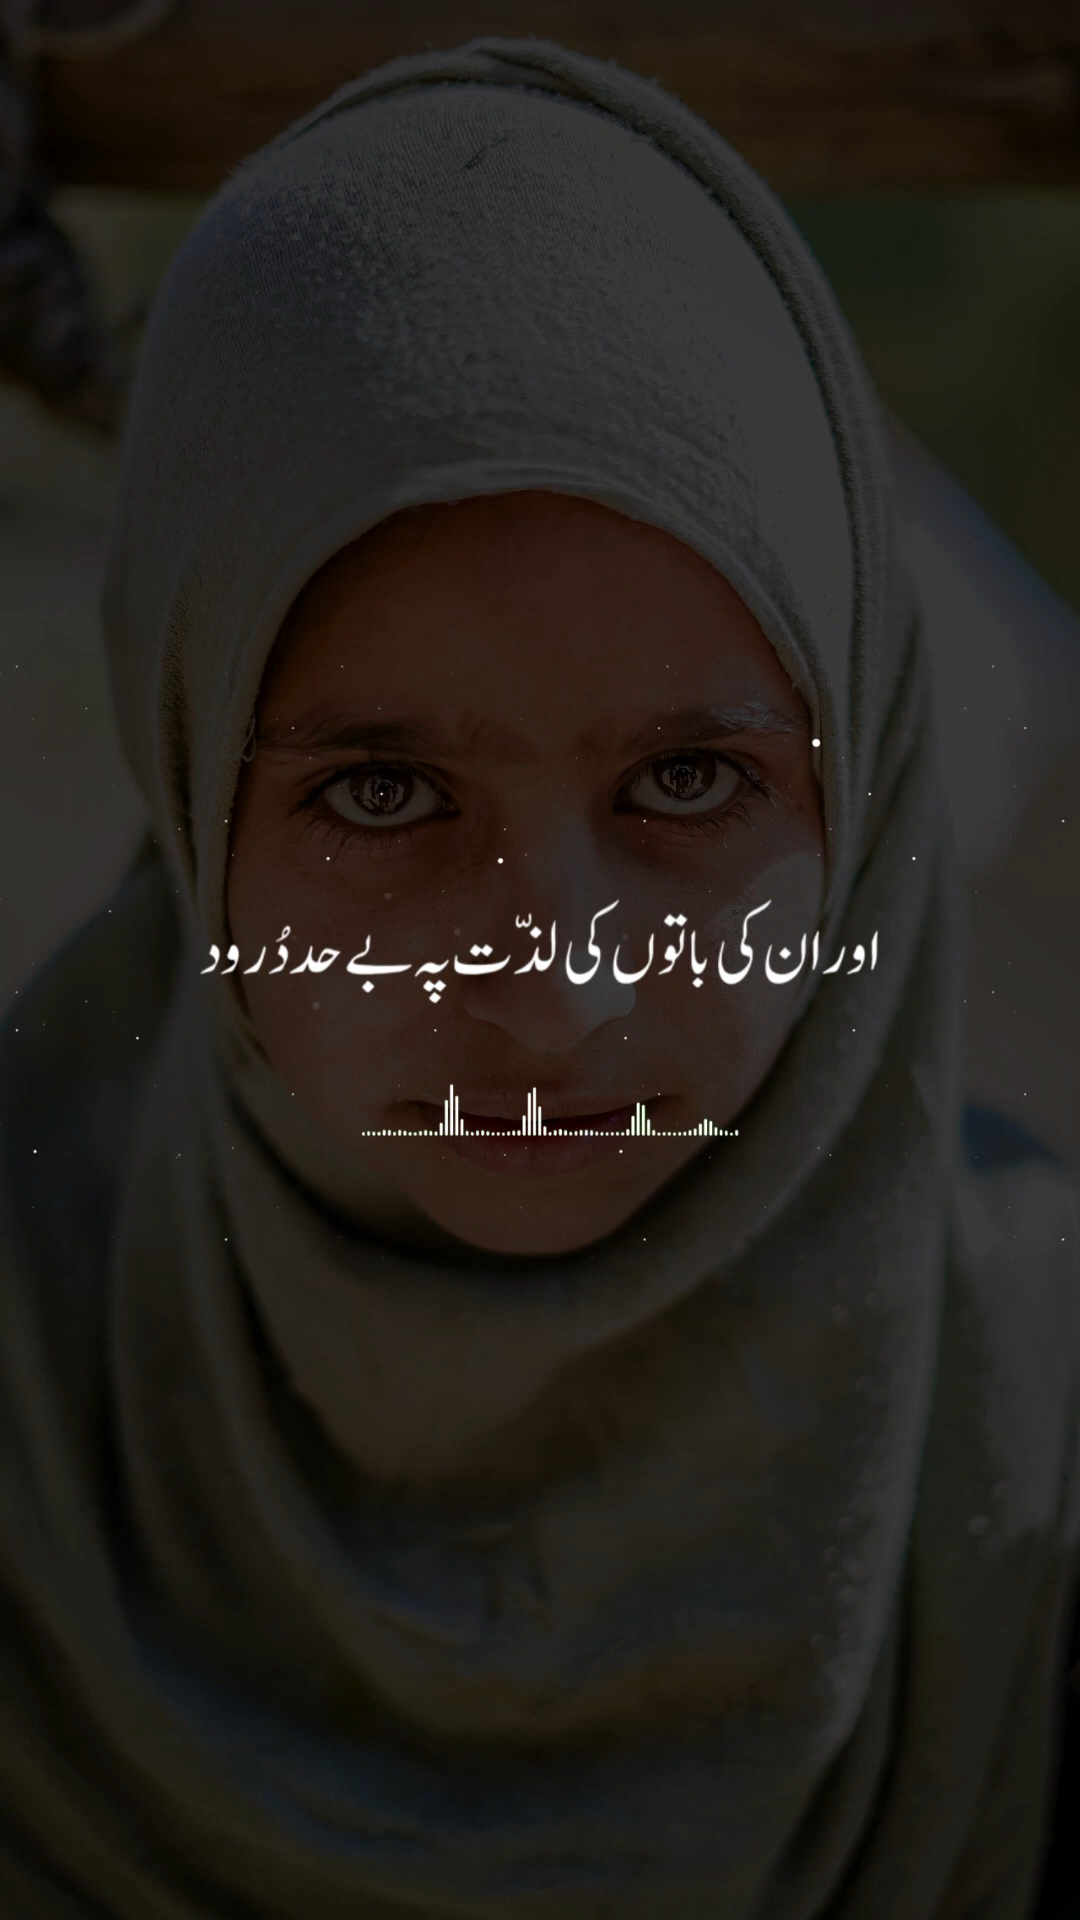 اور ان کی باتوں کی لذّت پہ بے حد دُرود